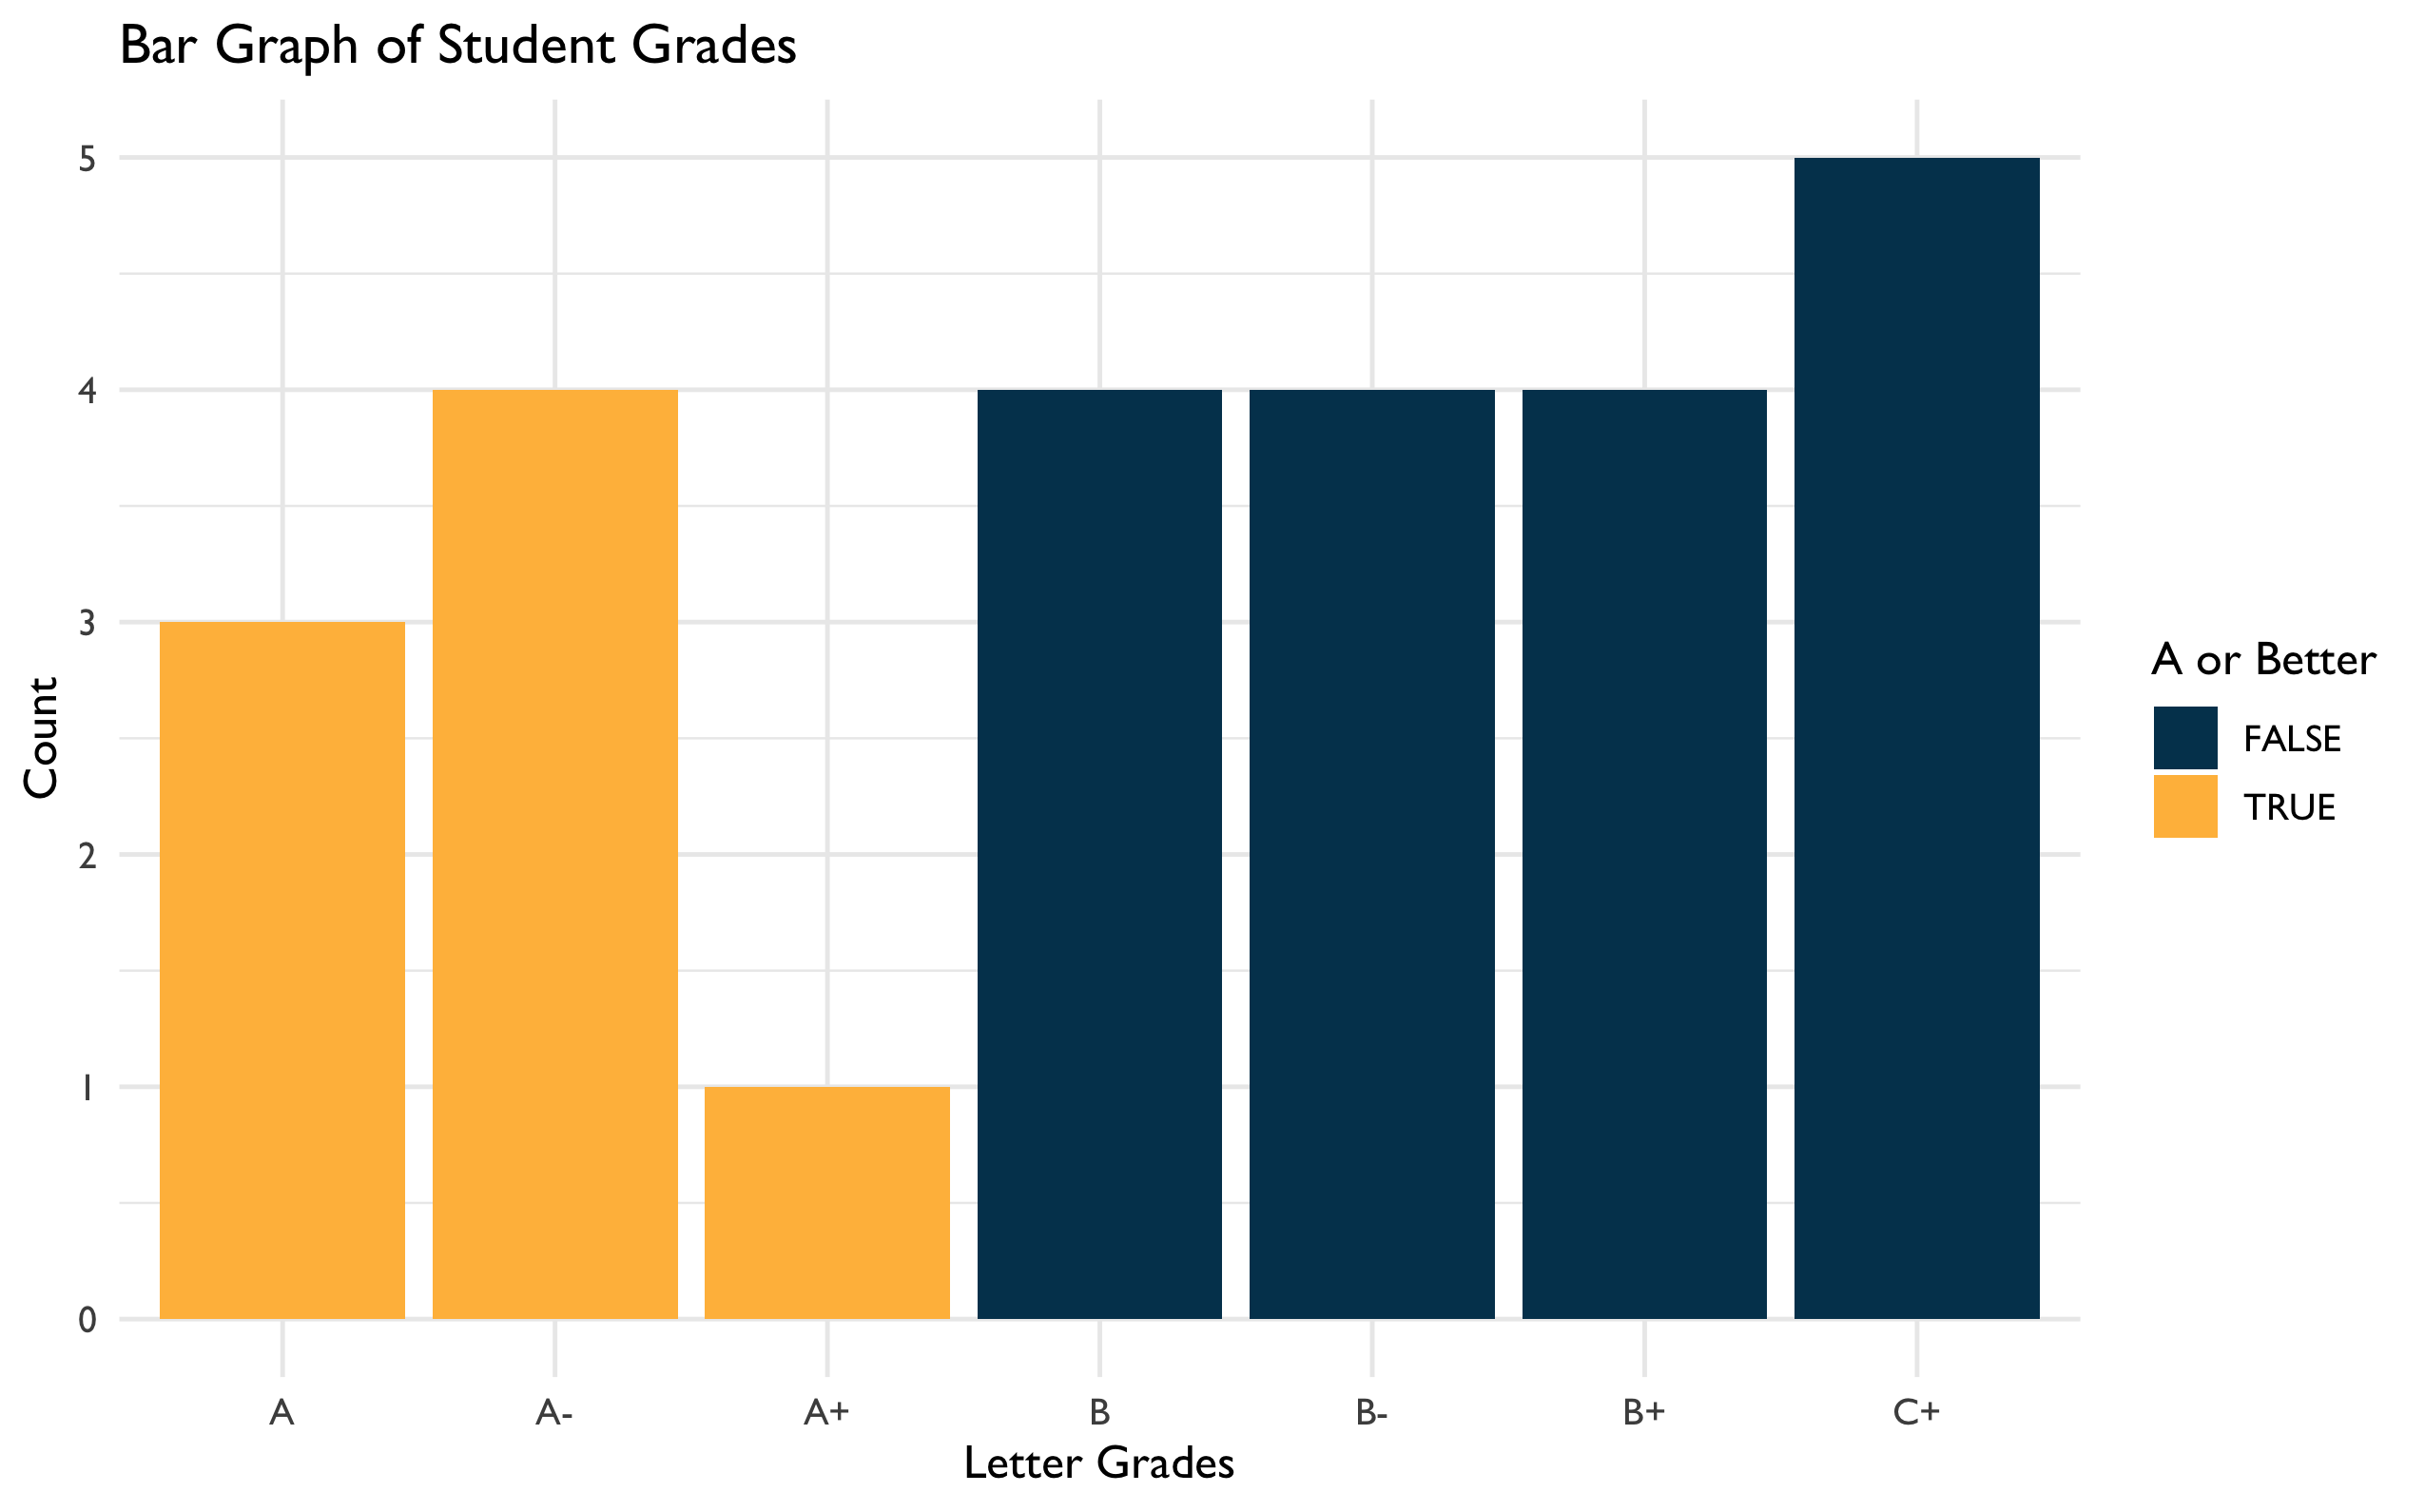 Bar Graph of Student Grades
5
4
3
2
1
0
Count
A A- A+ B B- B+ C+
Letter Grades
A or Better
FALSE
TRUE